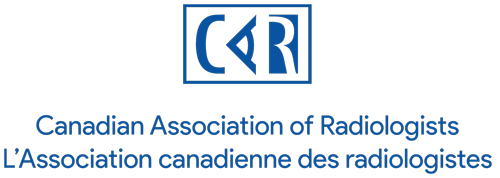 CAR
Canadian Association of Radiologists
L’Association canadienne des radiologistes